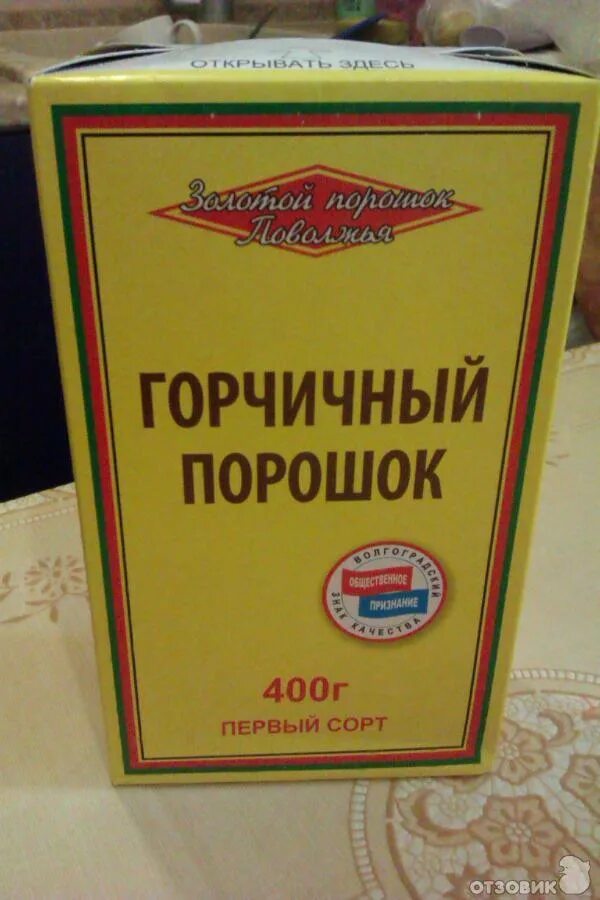 ОТКРЫВАТЬ ЗДЕСЬ
Золотой порошок
Поволжья
ГОРЧИЧНЫЙ
ПОРОШОК
ВОЛГОГРАДСКИЙ
ОБЩЕСТВЕННОЕ
ПРИЗНАНИЕ
ЗНАК КАЧЕСТВА
400г
ПЕРВЫЙ СОРТ
ОТЗОВИК